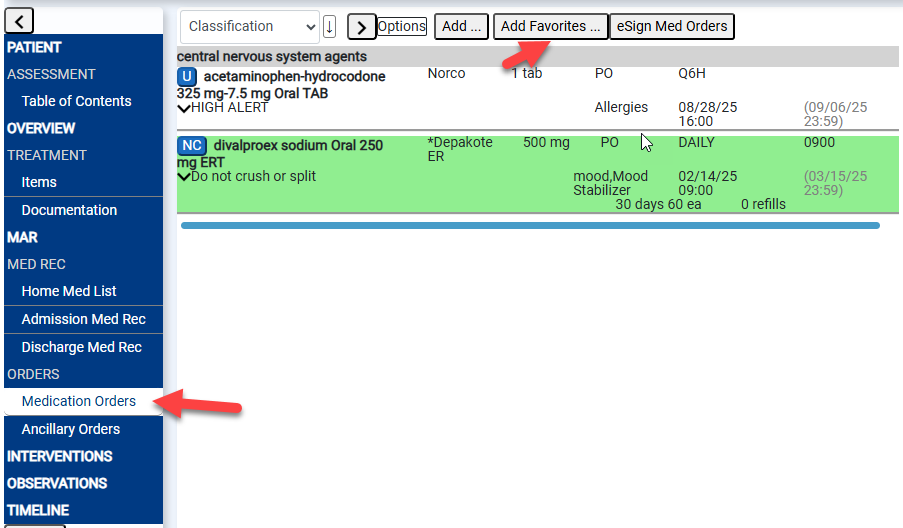 PATIENT
ASSESSMENT
Table of Contents
OVERVIEW
TREATMENT
Items
Documentation
MAR
MED REC
Home Med List
Admission Med Rec
Discharge Med Rec
ORDERS
Medication Orders
Ancillary Orders
INTERVENTIONS
OBSERVATIONS
TIMELINE
Classification Options Add ... Add Favorites ... eSign Med Orders
central nervous system agents
U acetaminophen-hydrocodone Norco 1 tab PO Q6H
325 mg-7.5 mg Oral TAB
HIGH ALERT Allergies 08/28/25 (09/06/25
16:00 23:59)
NC divalproex sodium Oral 250 *Depakote 500 mg PO DAILY 0900
mg ERT ER
Do not crush or split mood,Mood 02/14/25 (03/15/25
Stabilizer 09:00 23:59)
30 days 60 ea 0 refills